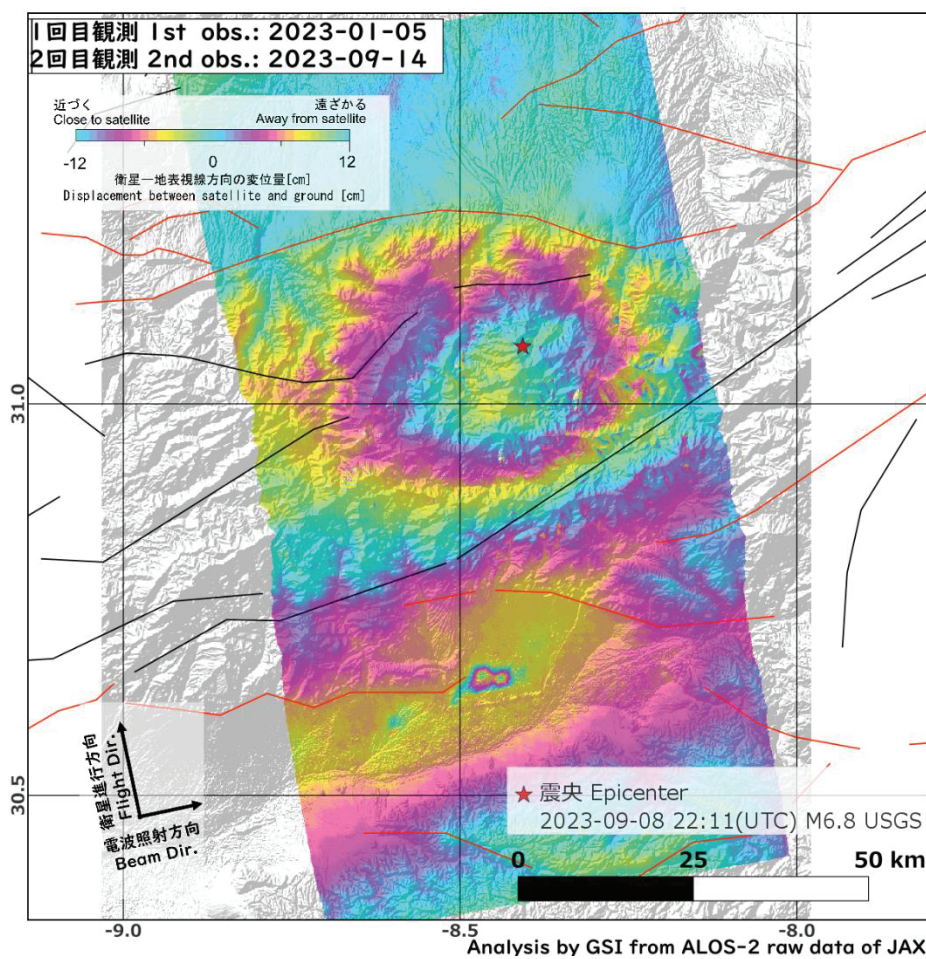 1回目観測 1st obs.: 2023-01-05
2回目観測 2nd obs.: 2023-09-14
近づく 遠ざかる
Close to satellite Away from satellite
-12 0 12
衛星－地表視線方向の変位量[cm]
Displacement between satellite and ground [cm]
31.0
30.5
衛星進行方向
Flight Dir.
電波照射方向
Beam Dir.
★ 震央 Epicenter
2023-09-08 22:11(UTC) M6.8 USGS
0 25 50 km
-9.0 -8.5 -8.0
Analysis by GSI from ALOS-2 raw data of JAX